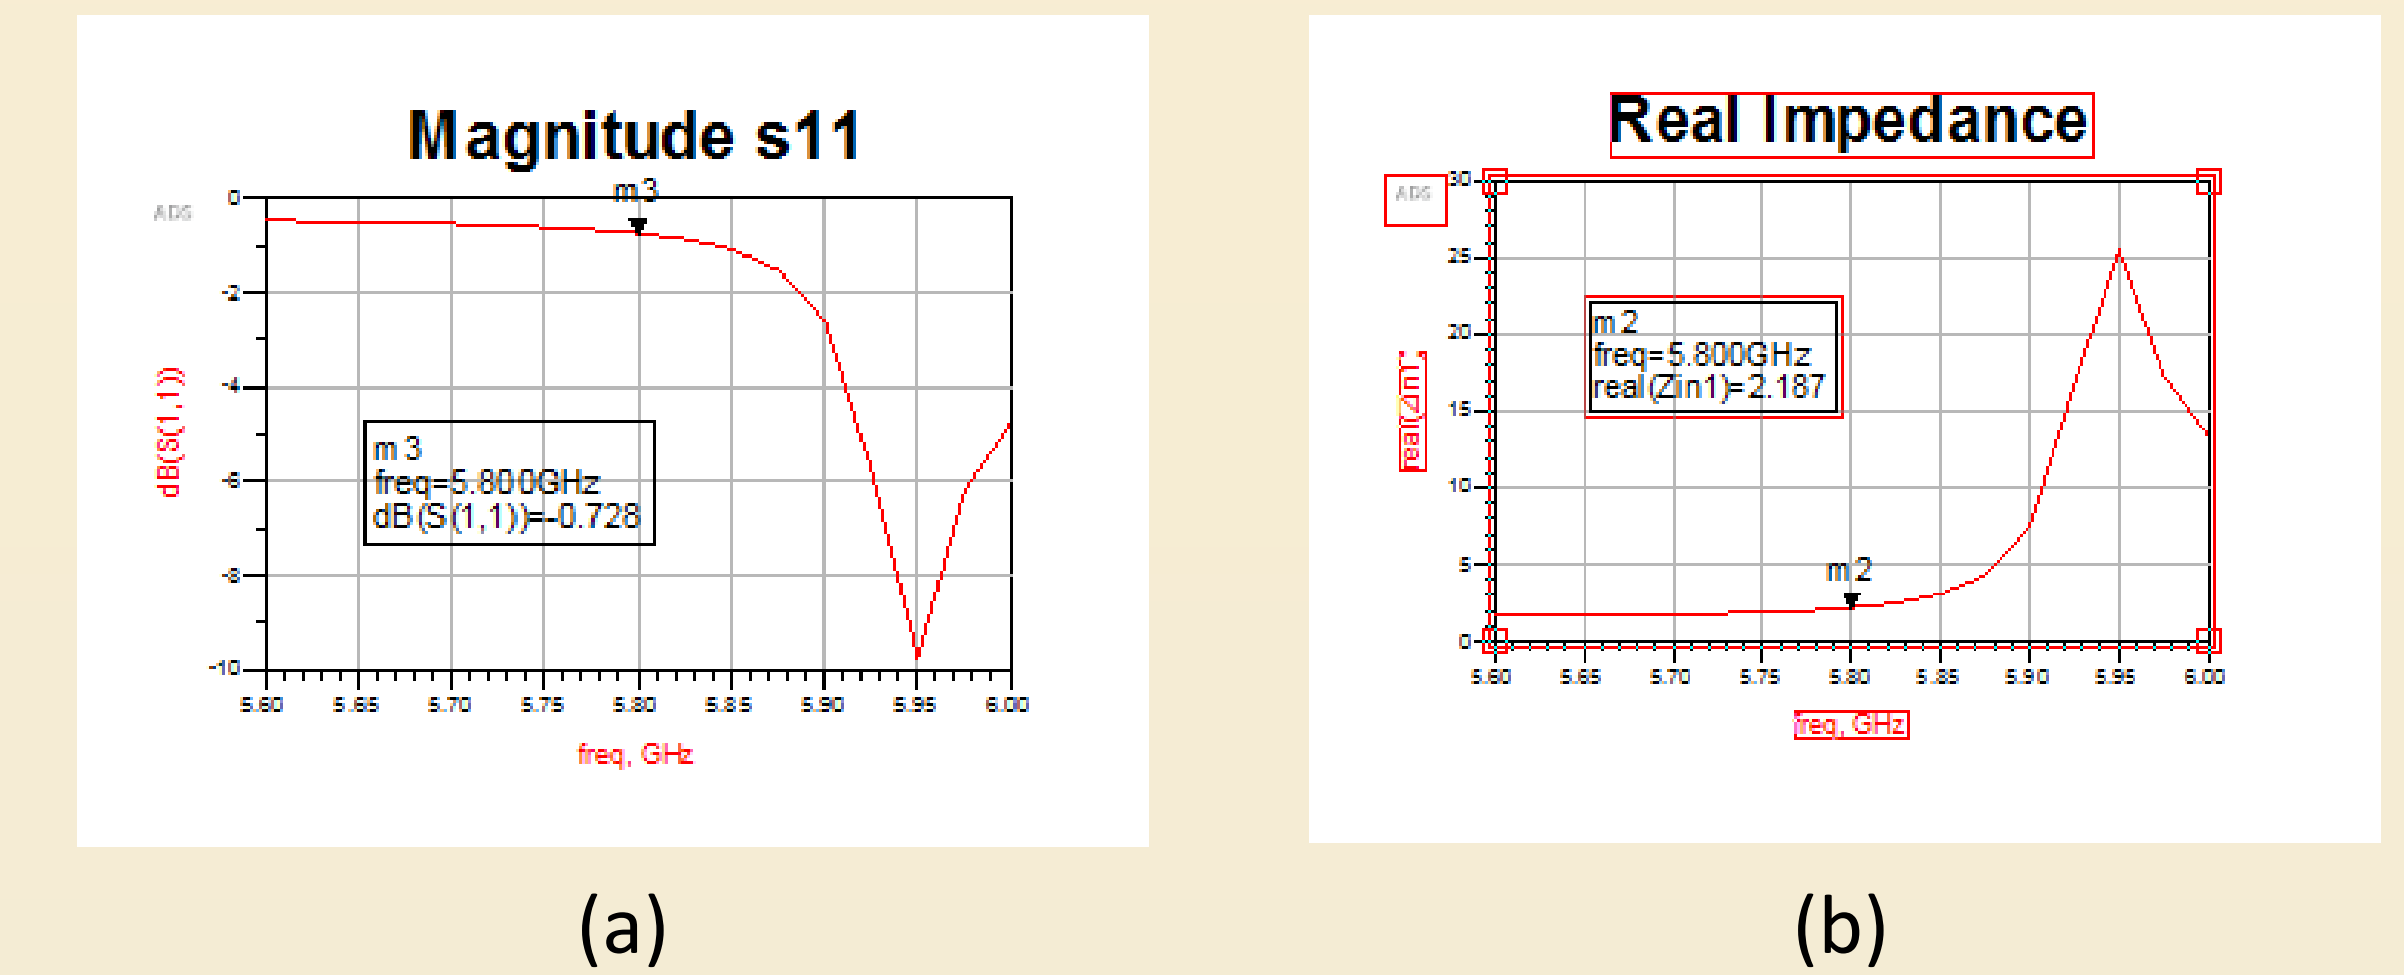 Magnitude s11
m3
ADS
0
-2
-4
-6
-8
-10
dB(S(1,1))
m3
freq=5.800GHz
dB(S(1,1))=-0.728
5.60 5.65 5.70 5.75 5.80 5.85 5.90 5.95 6.00
freq, GHz
(a)
Real Impedance
ADS
30
25
20
15
10
5
0
real(Zin1)
m2
freq=5.800GHz
real(Zin1)=2.187
m2
5.60 5.65 5.70 5.75 5.80 5.85 5.90 5.95 6.00
freq, GHz
(b)